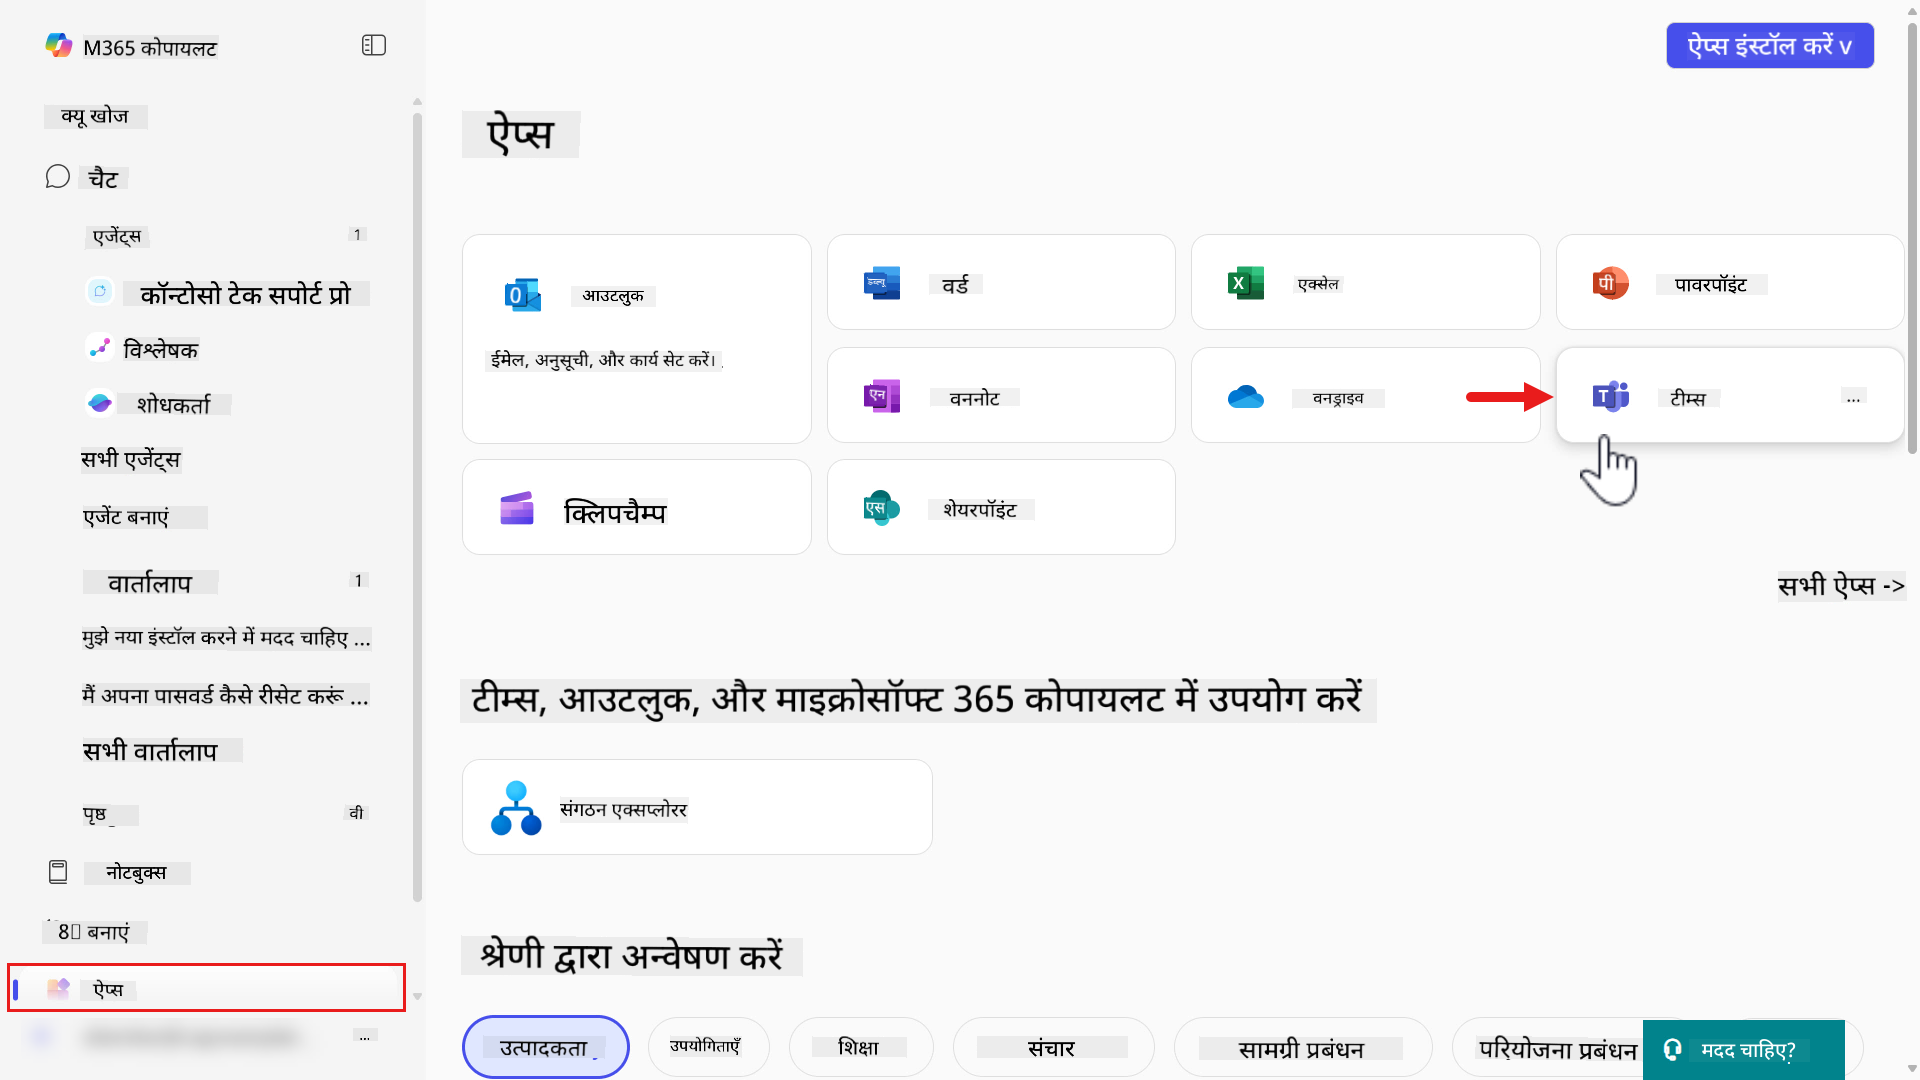 M365 कोपायलट
क्यू खोज
चैट
एजेंट्स 1
कॉन्टोसो टेक सपोर्ट प्रो
विश्लेषक
शोधकर्ता
सभी एजेंट्स
एजेंट बनाएं
वार्तालाप 1
मुझे नया इंस्टॉल करने में मदद चाहिए ...
मैं अपना पासवर्ड कैसे रीसेट करूं ...
सभी वार्तालाप
पृष्ठ वी
नोटबुक्स
8 बनाएं
ऐप्स
...
ऐप्स इंस्टॉल करें v
ऐप्स
आउटलुक
ईमेल, अनुसूची, और कार्य सेट करें।
वर्ड
एक्सेल
पावरपॉइंट
वननोट
वनड्राइव
टीम्स ...
क्लिपचैम्प
शेयरपॉइंट
सभी ऐप्स ->
टीम्स, आउटलुक, और माइक्रोसॉफ्ट 365 कोपायलट में उपयोग करें
संगठन एक्सप्लोरर
श्रेणी द्वारा अन्वेषण करें
उत्पादकता
उपयोगिताएँ
शिक्षा
संचार
सामग्री प्रबंधन
परियोजना प्रबंधन
मदद चाहिए?